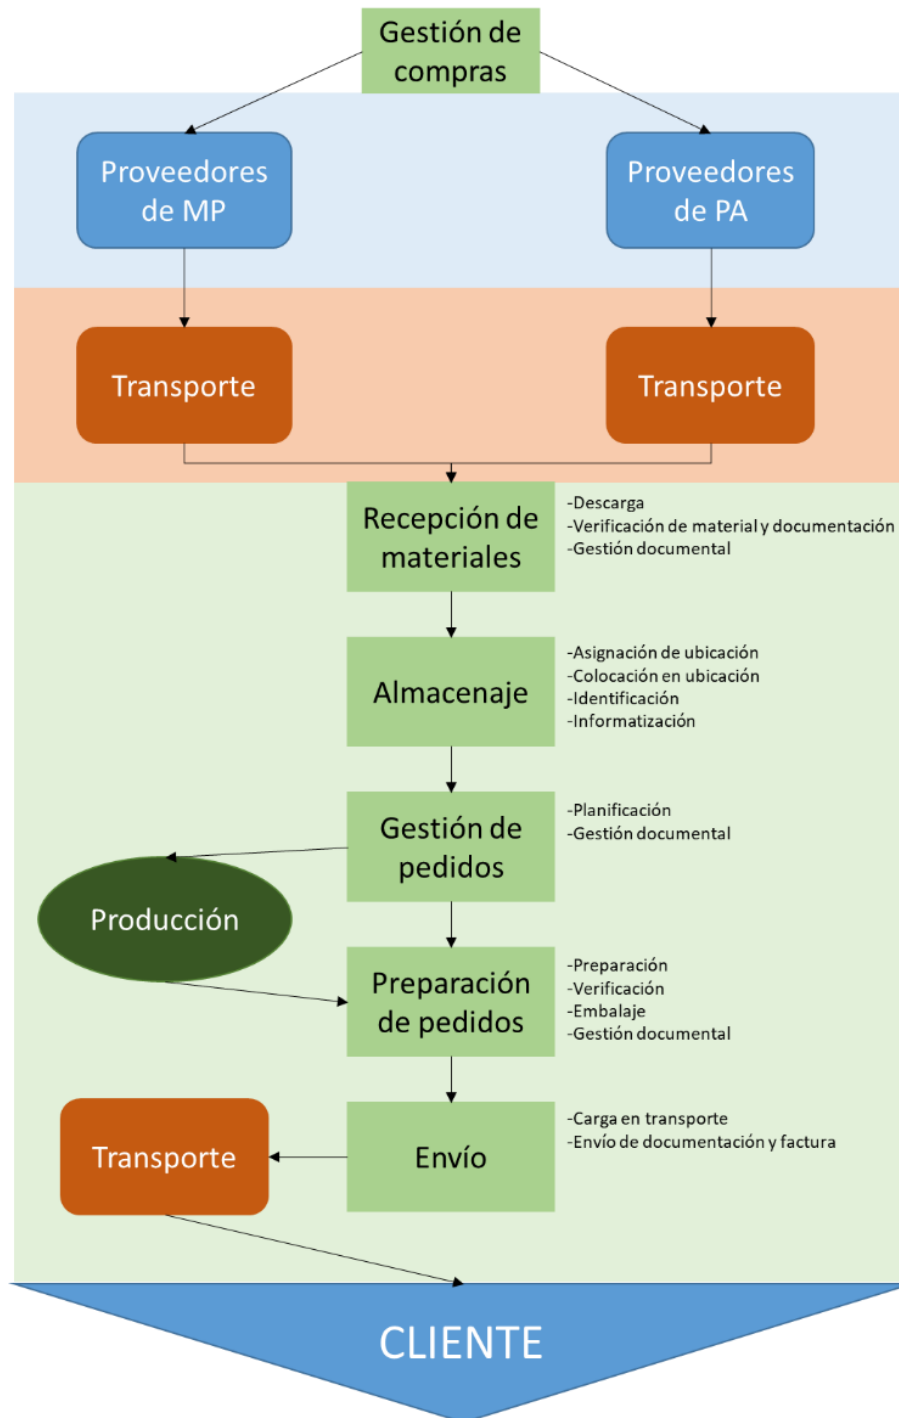 Gestión de
compras
Proveedores
de MP
Proveedores
de PA
Transporte
Transporte
Recepción de
materiales
-Descarga
-Verificación de material y documentación
-Gestión documental
Almacenaje
-Asignación de ubicación
-Colocación en ubicación
-Identificación
-Informatización
Gestión de
pedidos
-Planificación
-Gestión documental
Producción
Preparación
de pedidos
-Preparación
-Verificación
-Embalaje
-Gestión documental
Transporte
Envío
-Carga en transporte
-Envío de documentación y factura
CLIENTE